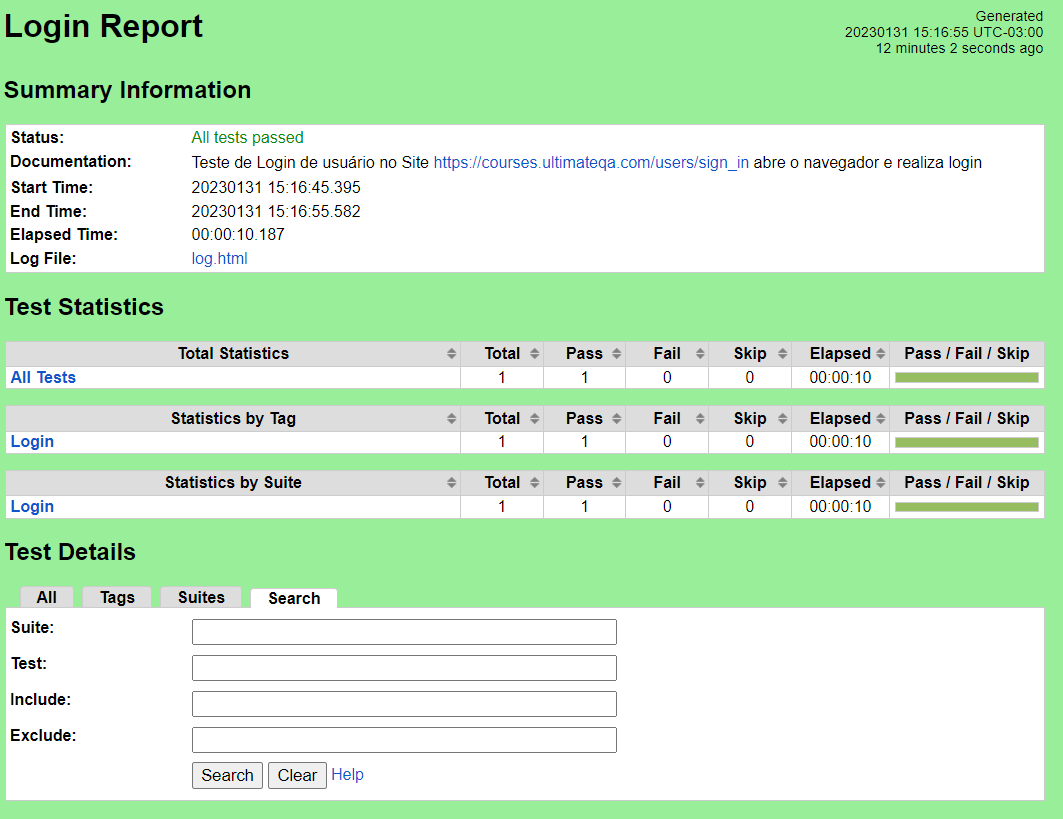 Login Report
Generated
20230131 15:16:55 UTC-03:00
12 minutes 2 seconds ago
Summary Information
Status: All tests passed
Documentation: Teste de Login de usuário no Site https://courses.ultimateqa.com/users/sign_in abre o navegador e realiza login
Start Time: 20230131 15:16:45.395
End Time: 20230131 15:16:55.582
Elapsed Time: 00:00:10.187
Log File: log.html
Test Statistics
Total Statistics Total Pass Fail Skip Elapsed Pass / Fail / Skip
All Tests 1 1 0 0 00:00:10
Statistics by Tag Total Pass Fail Skip Elapsed Pass / Fail / Skip
Login 1 1 0 0 00:00:10
Statistics by Suite Total Pass Fail Skip Elapsed Pass / Fail / Skip
Login 1 1 0 0 00:00:10
Test Details
All Tags Suites Search
Suite:
Test:
Include:
Exclude:
Search Clear Help